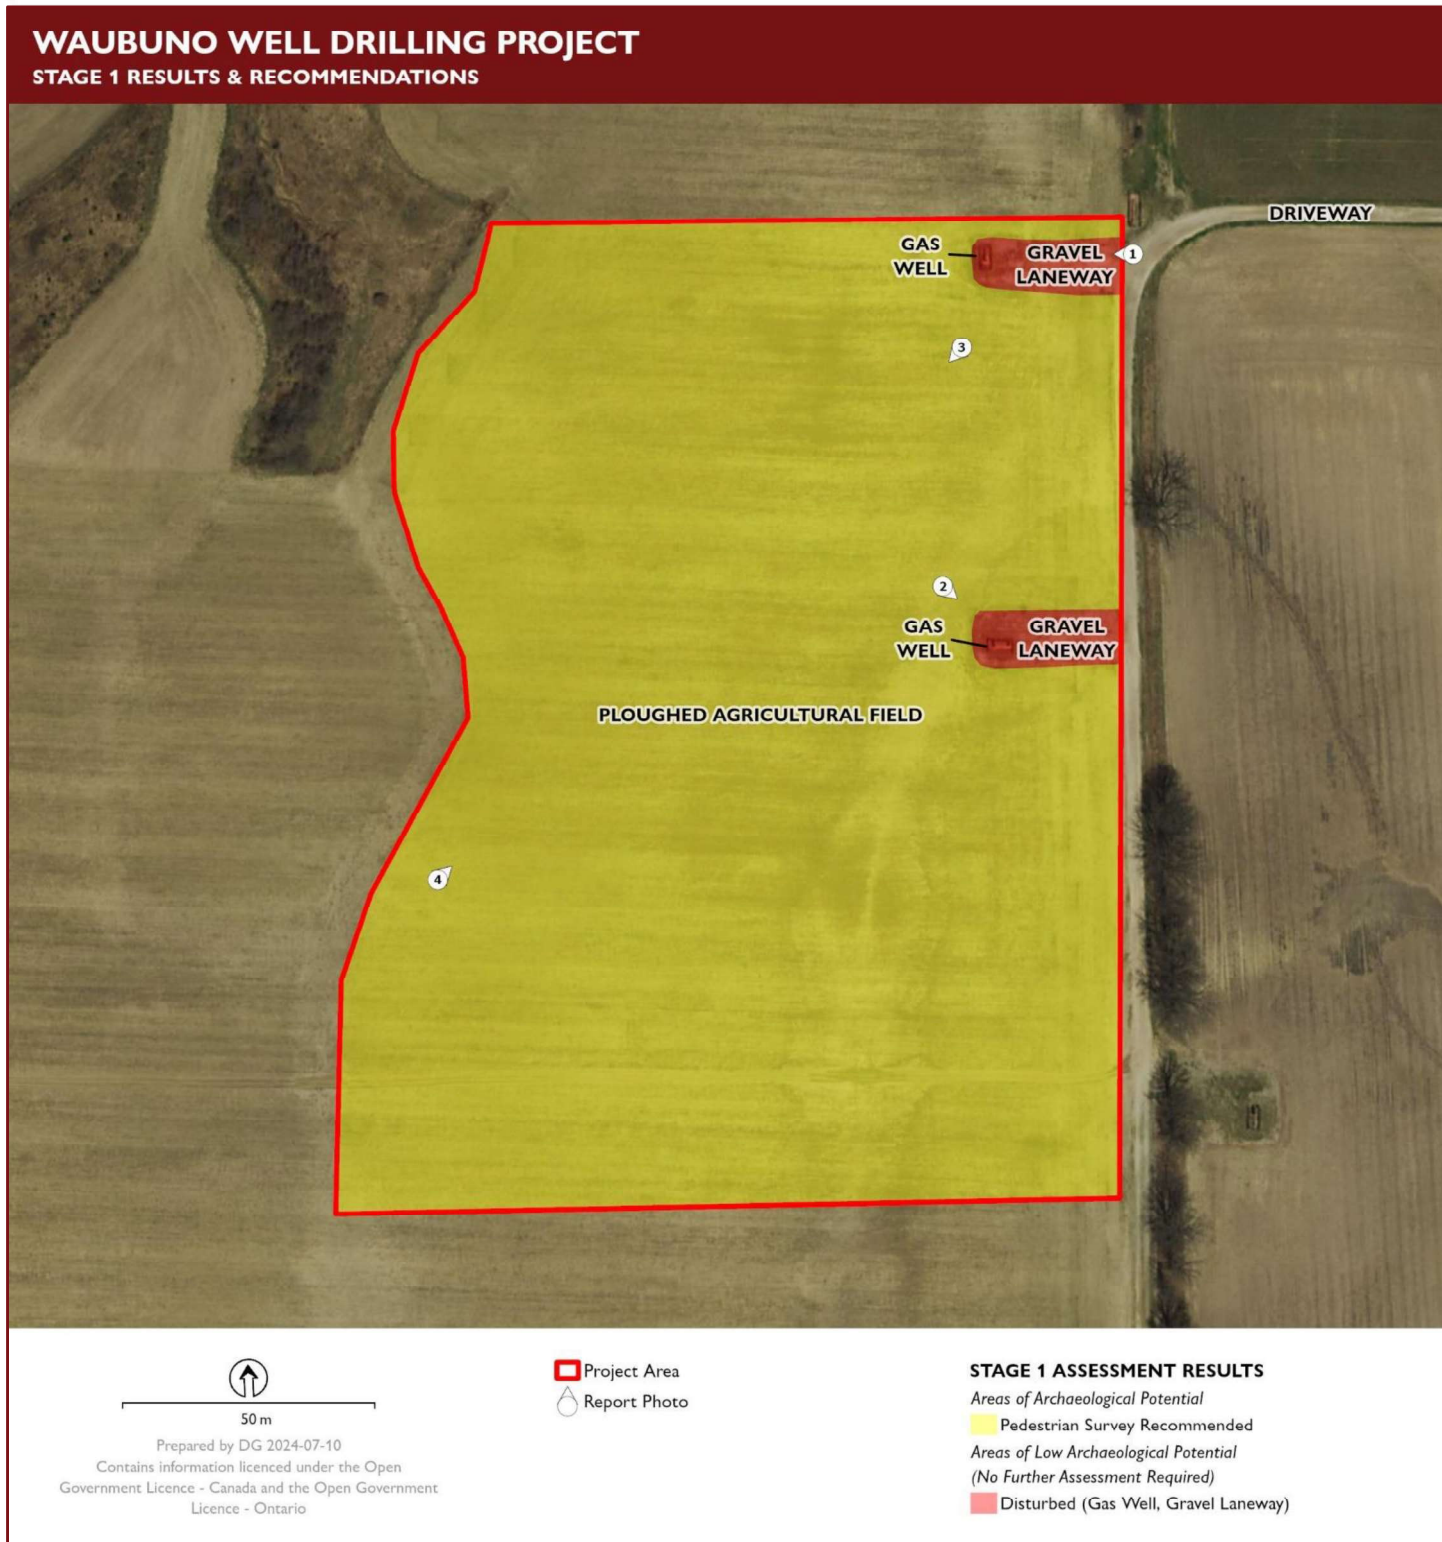 WAUBUNO WELL DRILLING PROJECT
STAGE 1 RESULTS & RECOMMENDATIONS
DRIVEWAY
GAS
WELL
GRAVEL
LANEWAY
1
3
2
GAS
WELL
GRAVEL
LANEWAY
PLOUGHED AGRICULTURAL FIELD
4
50 m
Prepared by DG 2024-07-10
Contains information licenced under the Open
Government Licence - Canada and the Open Government
Licence - Ontario
Project Area
Report Photo
STAGE 1 ASSESSMENT RESULTS
Areas of Archaeological Potential
Pedestrian Survey Recommended
Areas of Low Archaeological Potential
(No Further Assessment Required)
Disturbed (Gas Well, Gravel Laneway)